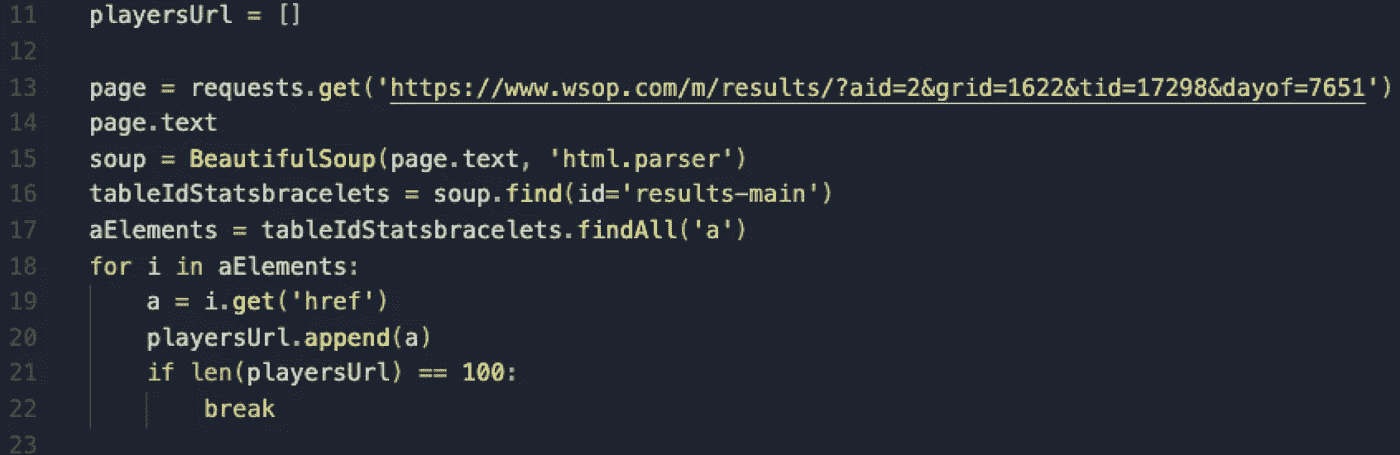 11 playersUrl = []
12
13 page = requests.get('https://www.wsop.com/m/results/?aid=2&grid=1622&tid=17298&dayof=7651')
14 page.text
15 soup = BeautifulSoup(page.text, 'html.parser')
16 tableIdStatsbracelets = soup.find(id='results-main')
17 aElements = tableIdStatsbracelets.findAll('a')
18 for i in aElements:
19     a = i.get('href')
20     playersUrl.append(a)
21     if len(playersUrl) == 100:
22         break
23